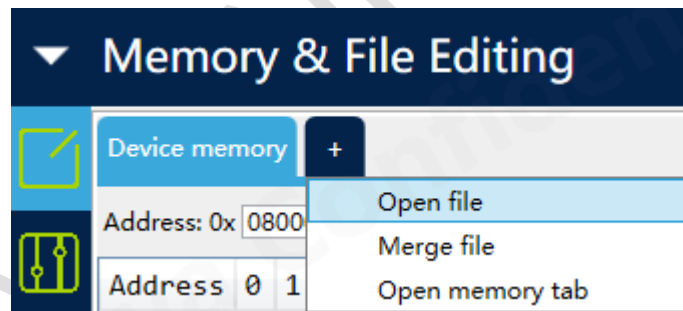 Memory & File Editing
Device memory +
Open file
Address: 0x 0800
Merge file
Address 0 1
Open memory tab